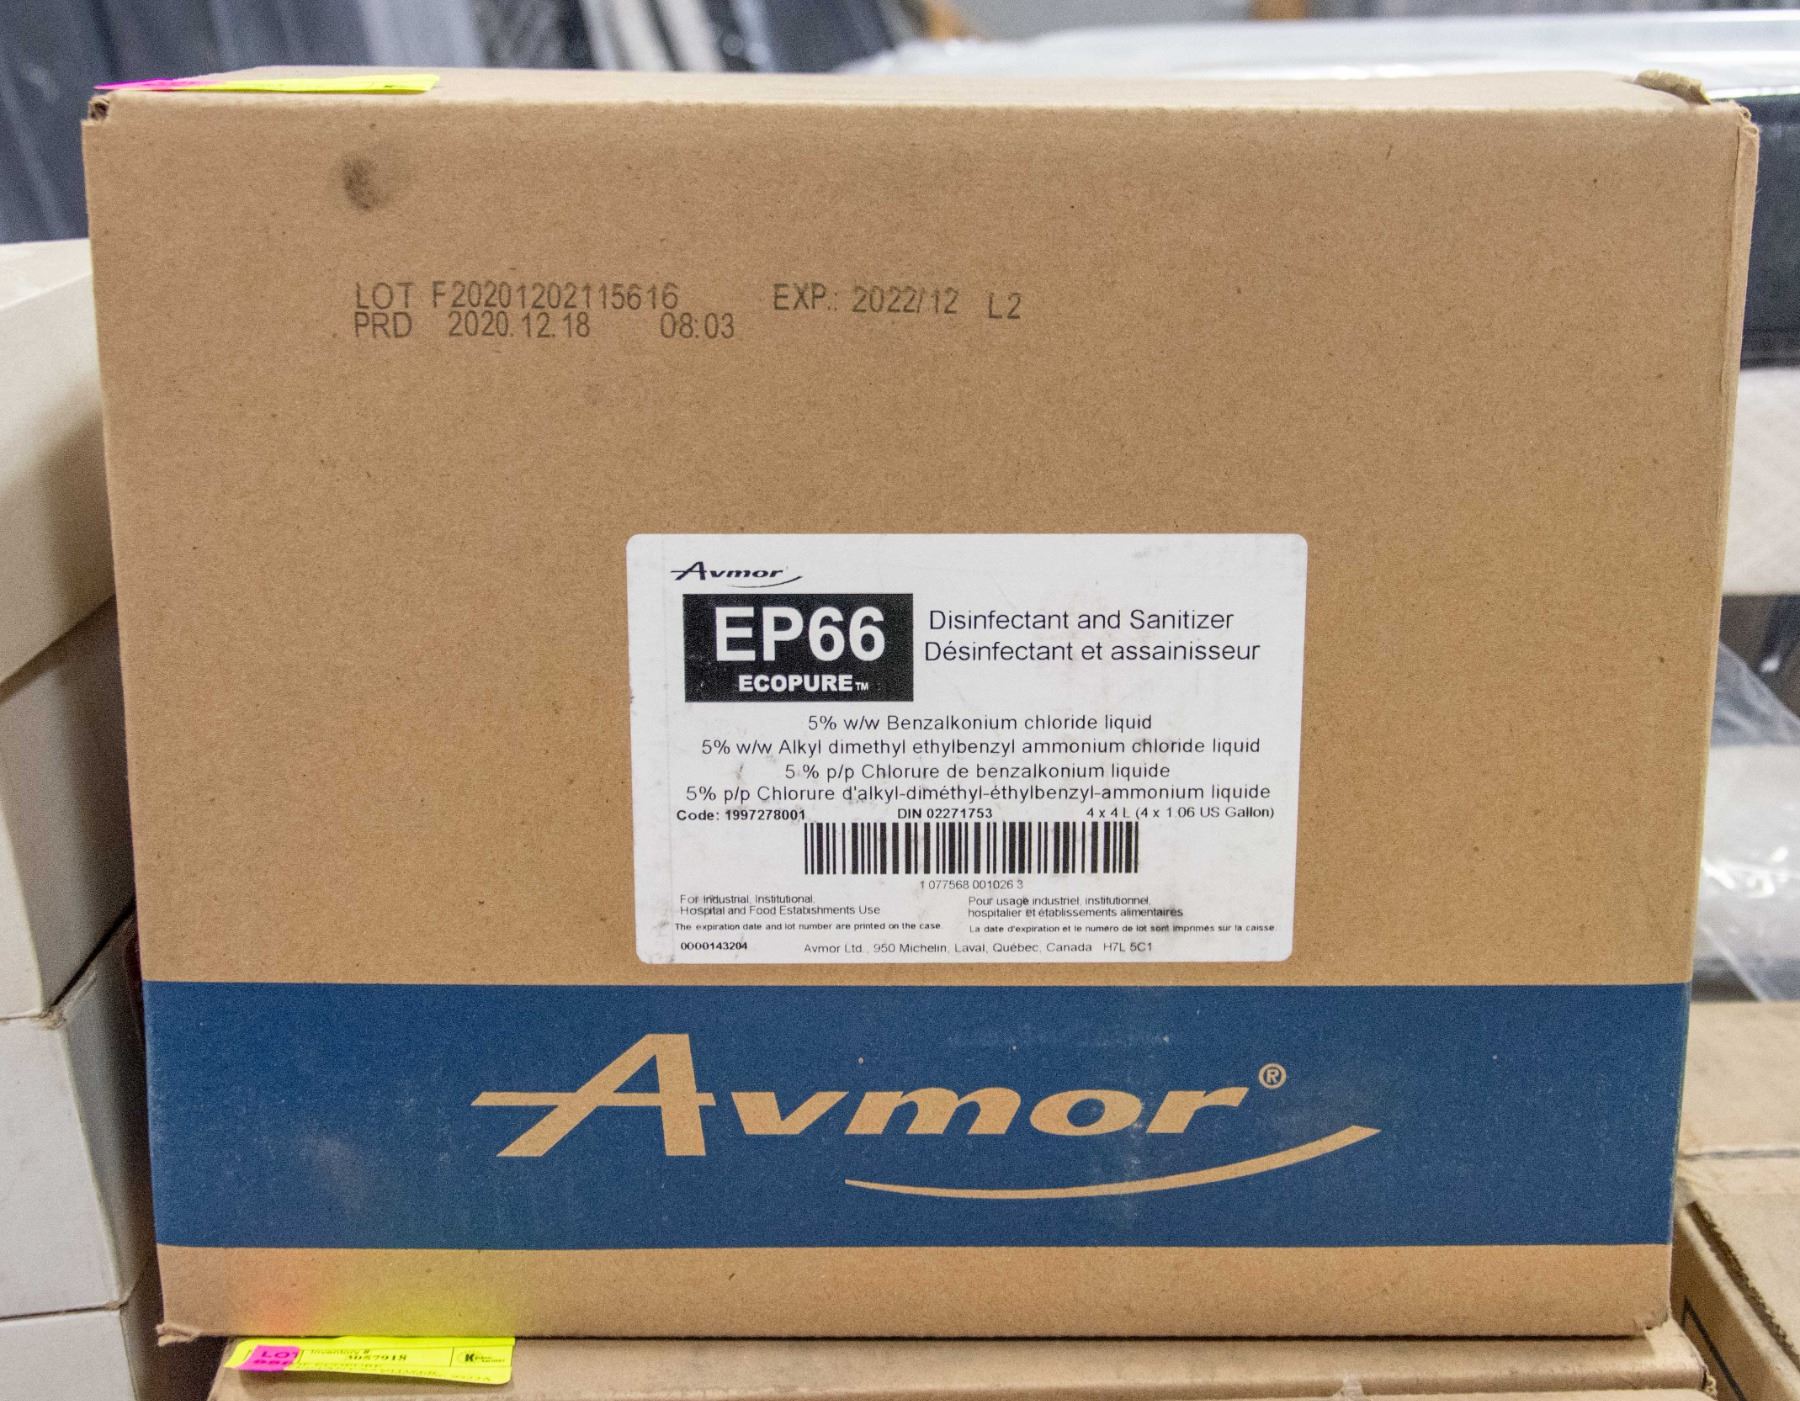 LOT F20201202115616 EXP.: 2022/12 L2
PRD 2020.12.18 08:03
Avmor
EP66
ECOPURE™
Disinfectant and Sanitizer
Désinfectant et assainisseur
5% w/w Benzalkonium chloride liquid
5% w/w Alkyl dimethyl ethylbenzyl ammonium chloride liquid
5 % p/p Chlorure de benzalkonium liquide
5% p/p Chlorure d'alkyl-diméthyl-éthylbenzyl-ammonium liquide
Code: 1997278001 DIN 02271753 4 x 4 L (4 x 1.06 US Gallon)
1 077568 001026 3
For Industrial, Institutional,
Hospital and Food Establishments Use
Pour usage industriel, institutionnel,
hospitalier et établissements alimentaires
The expiration date and lot number are printed on the case
La date d'expiration et le numéro de lot sont imprimés sur la caisse.
0000143204 Avmor Ltd., 950 Michelin, Laval, Québec, Canada H7L 5C1
Avmor®
LOT
Inventory #